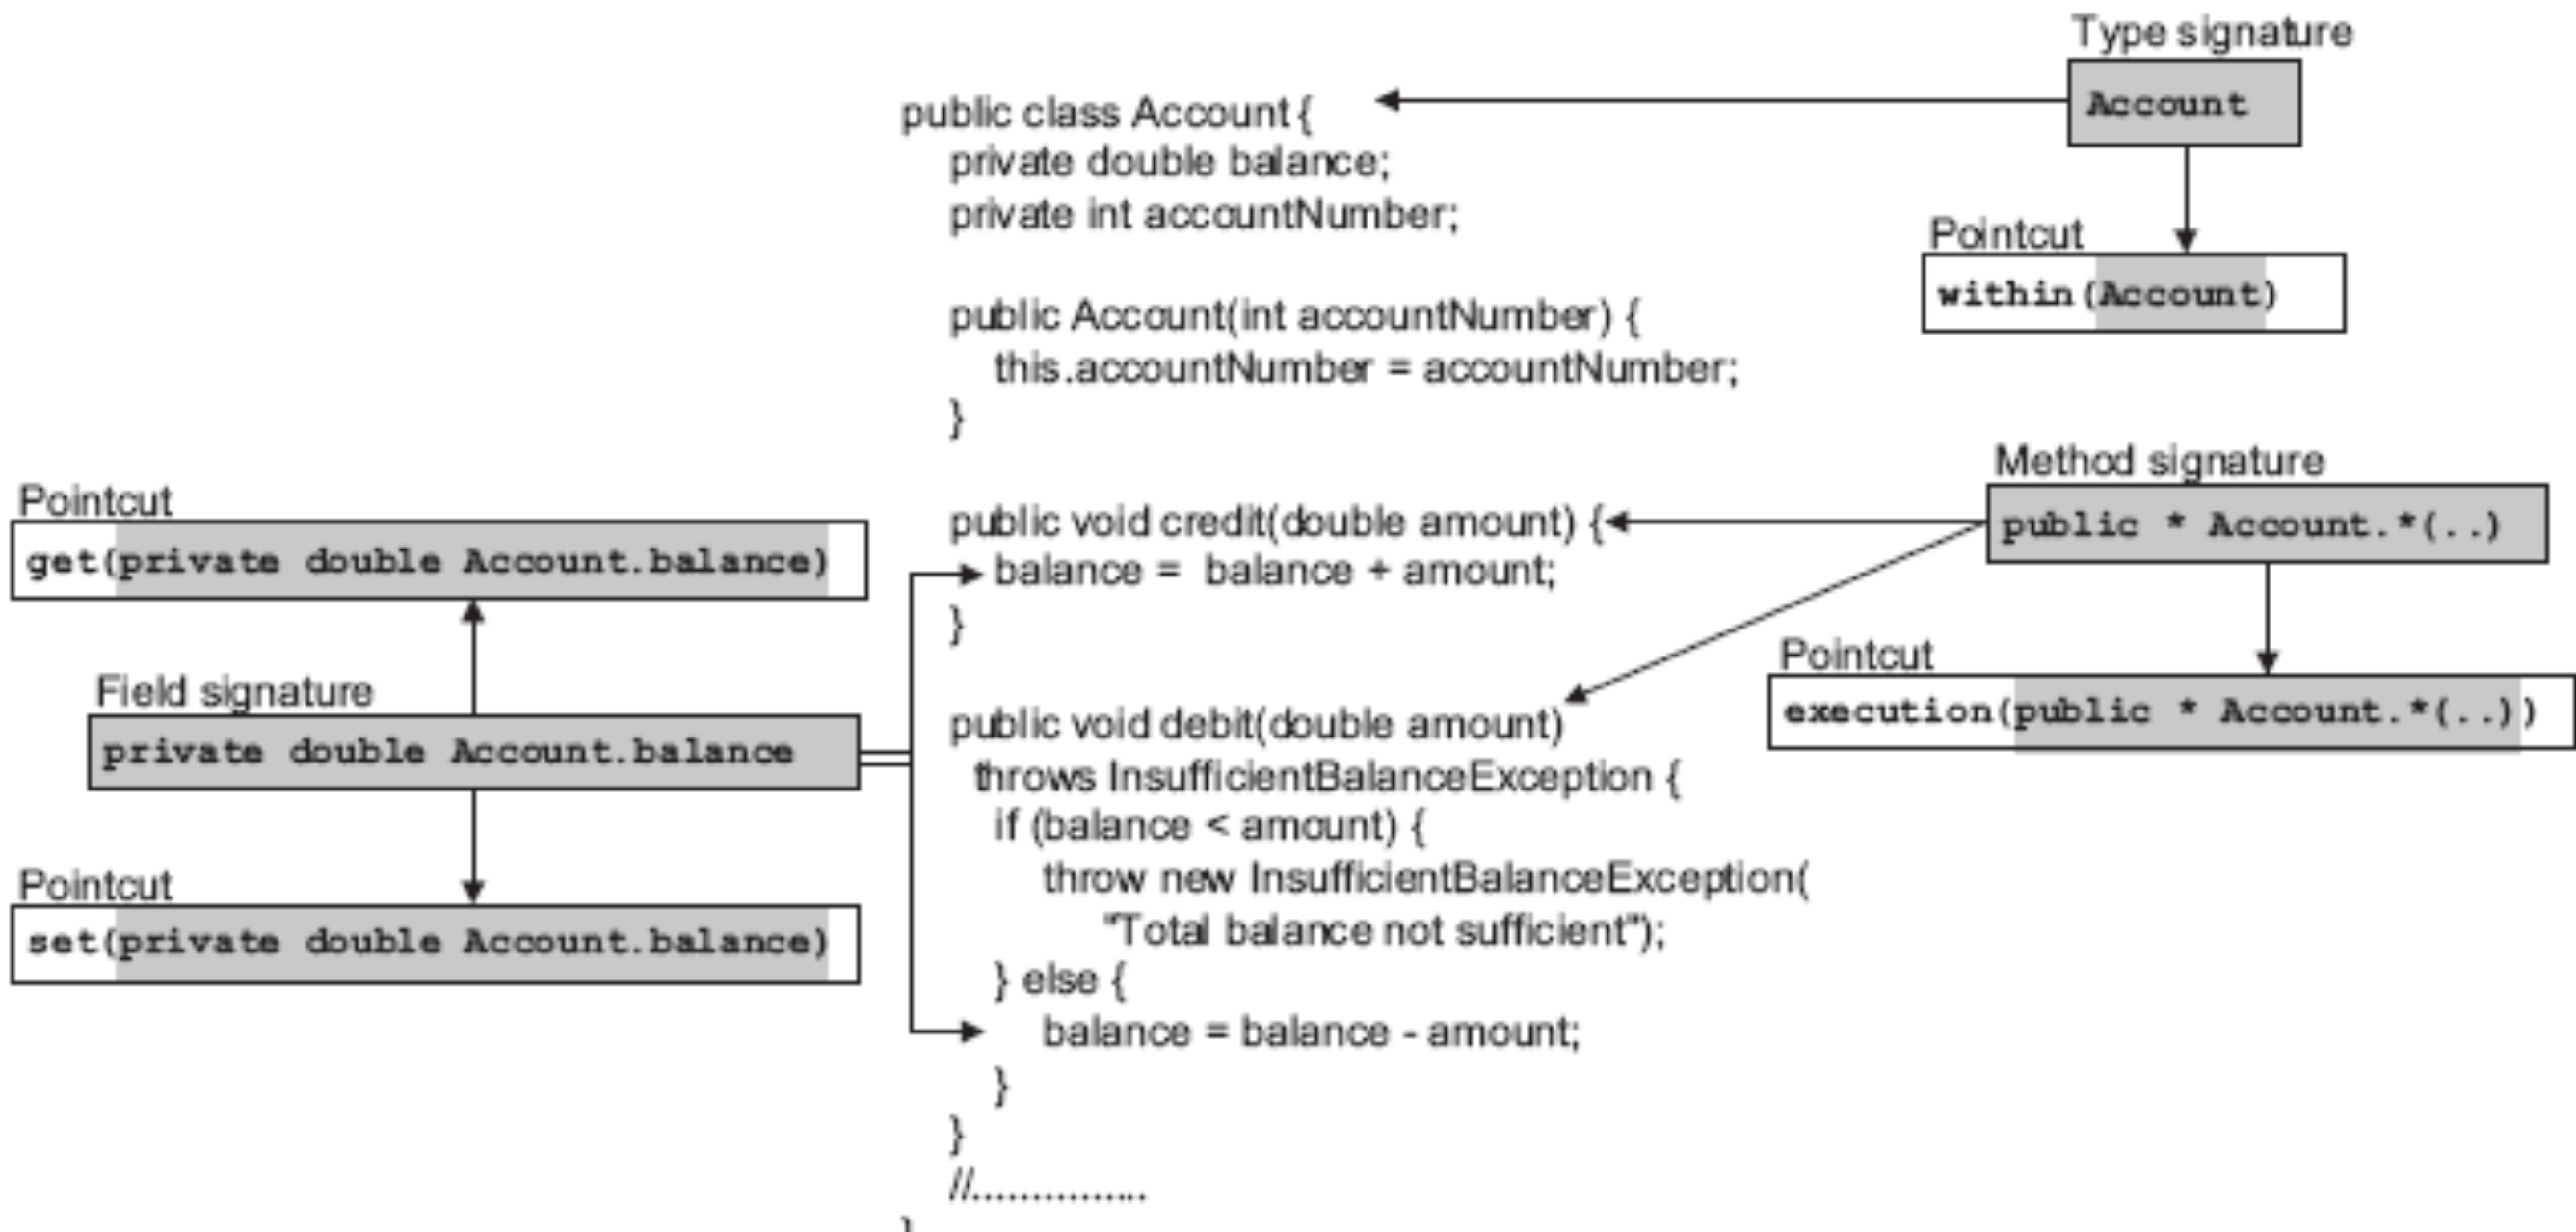 Type signature
Account
public class Account {
private double balance;
private int accountNumber;
Pointcut
within(Account)
public Account(int accountNumber) {
this.accountNumber = accountNumber;
}
Method signature
public * Account.*(..)
Pointcut
get(private double Account.balance)
public void credit(double amount) {
balance = balance + amount;
}
Pointcut
execution(public * Account.*(..))
Field signature
private double Account.balance
public void debit(double amount)
throws InsufficientBalanceException {
if (balance < amount) {
throw new InsufficientBalanceException(
"Total balance not sufficient");
Pointcut
set(private double Account.balance)
} else {
balance = balance - amount;
}
}
//...............
}